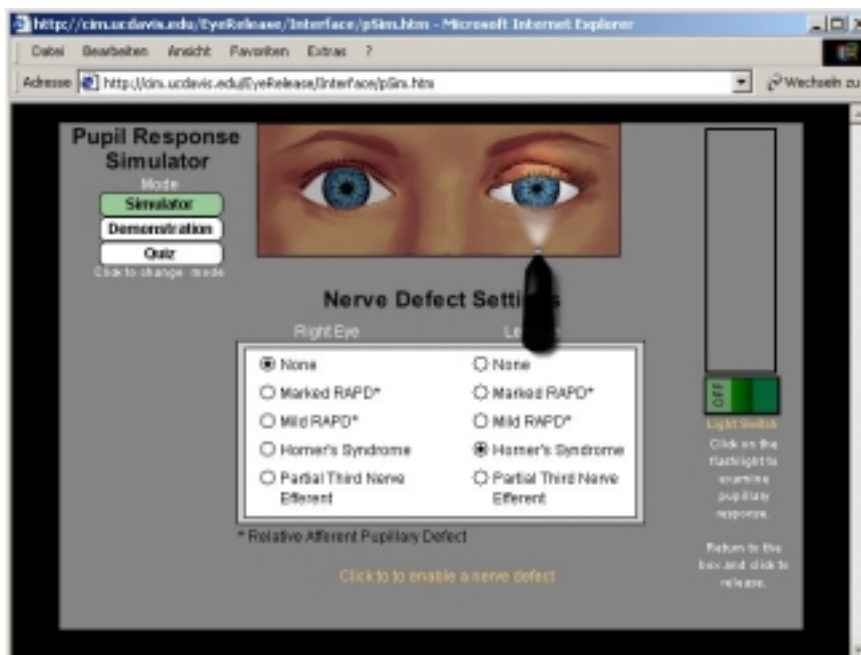 http://cim.ucdavis.edu/EyeRelease/Interface/pSim.htm - Microsoft Internet Explorer
Datei Bearbeiten Ansicht Favoriten Extras ?
Adresse http://cim.ucdavis.edu/EyeRelease/Interface/pSim.htm Wechseln zu
Pupil Response
Simulator
Mode
Simulator
Demonstration
Quiz
Click to change mode
Nerve Defect Settings
Right Eye
None
Marked RAPD*
Mild RAPD*
Horner's Syndrome
Partial Third Nerve
Efferent
None
Marked RAPD*
Mild RAPD*
Horner's Syndrome
Partial Third Nerve
Efferent
* Relative Afferent Pupillary Defect
Click to to enable a nerve defect
OFF
Light Switch
Click on the
flashlight to
examine
pupillary
response.
Return to the
box and click to
release.